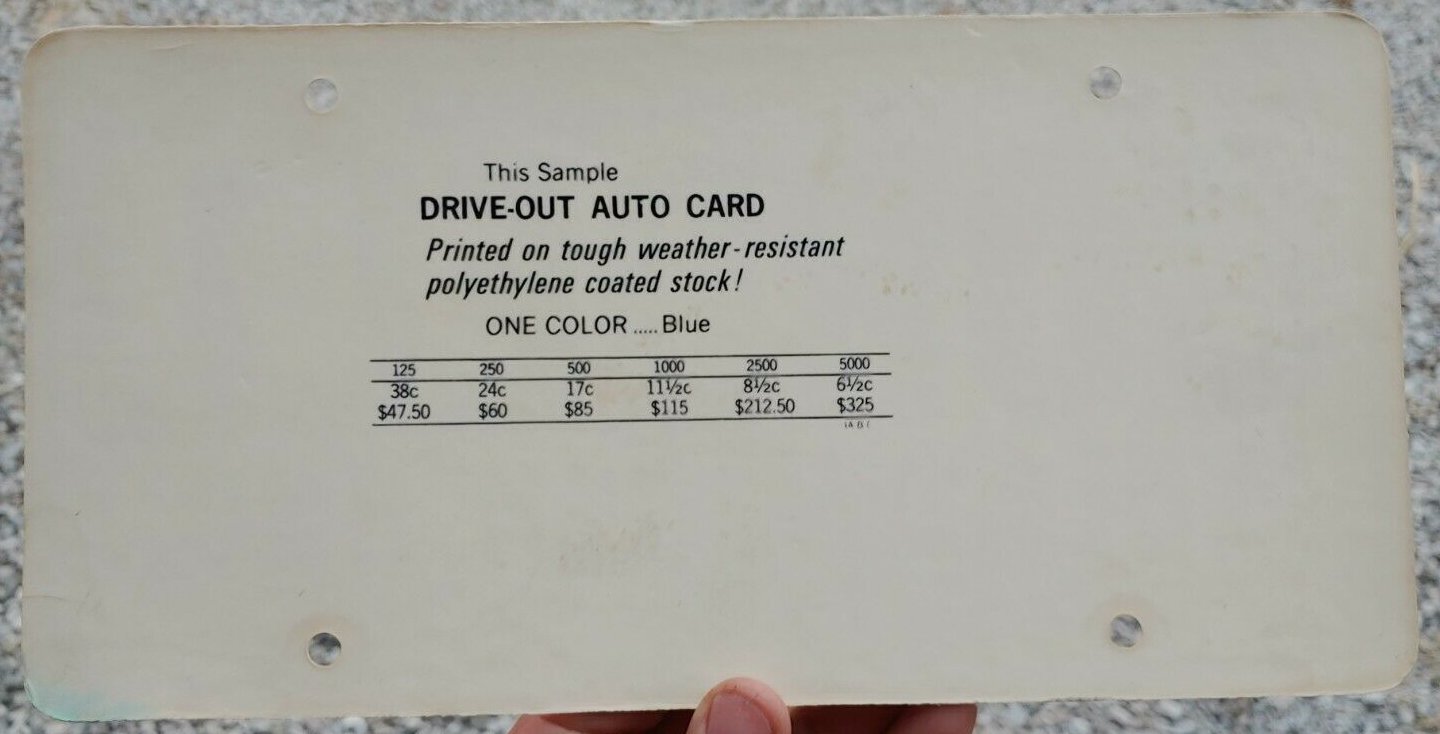 This Sample
DRIVE-OUT AUTO CARD
Printed on tough weather-resistant
polyethylene coated stock!
ONE COLOR ..... Blue
125 250 500 1000 2500 5000
38c 24c 17c 11½c 8½c 6½c
$47.50 $60 $85 $115 $212.50 $325